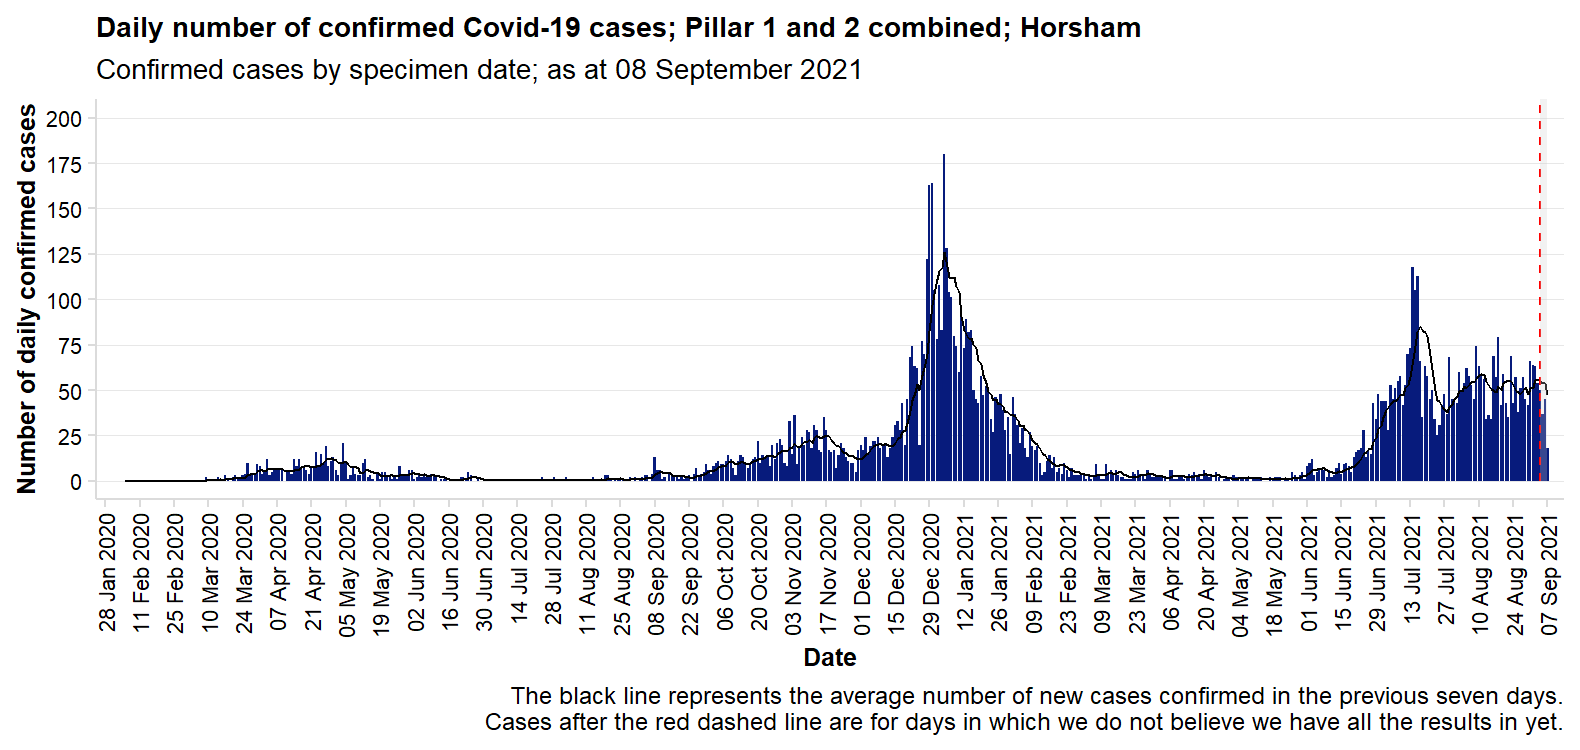 Daily number of confirmed Covid-19 cases; Pillar 1 and 2 combined; Horsham
Confirmed cases by specimen date; as at 08 September 2021
Number of daily confirmed cases
200
175
150
125
100
75
50
25
0
28 Jan 2020
11 Feb 2020
25 Feb 2020
10 Mar 2020
24 Mar 2020
07 Apr 2020
21 Apr 2020
05 May 2020
19 May 2020
02 Jun 2020
16 Jun 2020
30 Jun 2020
14 Jul 2020
28 Jul 2020
11 Aug 2020
25 Aug 2020
08 Sep 2020
22 Sep 2020
06 Oct 2020
20 Oct 2020
03 Nov 2020
17 Nov 2020
01 Dec 2020
15 Dec 2020
29 Dec 2020
12 Jan 2021
26 Jan 2021
09 Feb 2021
23 Feb 2021
09 Mar 2021
23 Mar 2021
06 Apr 2021
20 Apr 2021
04 May 2021
18 May 2021
01 Jun 2021
15 Jun 2021
29 Jun 2021
13 Jul 2021
27 Jul 2021
10 Aug 2021
24 Aug 2021
07 Sep 2021
Date
The black line represents the average number of new cases confirmed in the previous seven days.
Cases after the red dashed line are for days in which we do not believe we have all the results in yet.